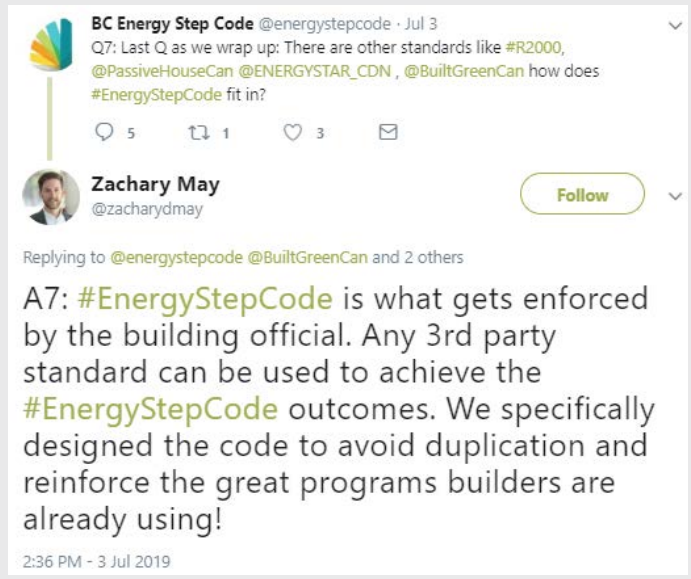 BC Energy Step Code @energystepcode · Jul 3
Q7: Last Q as we wrap up: There are other standards like #R2000,
@PassiveHouseCan @ENERGYSTAR_CDN , @BuiltGreenCan how does
#EnergyStepCode fit in?
5 1 3
Zachary May
@zacharydmay
Follow
Replying to @energystepcode @BuiltGreenCan and 2 others
A7: #EnergyStepCode is what gets enforced
by the building official. Any 3rd party
standard can be used to achieve the
#EnergyStepCode outcomes. We specifically
designed the code to avoid duplication and
reinforce the great programs builders are
already using!
2:36 PM - 3 Jul 2019